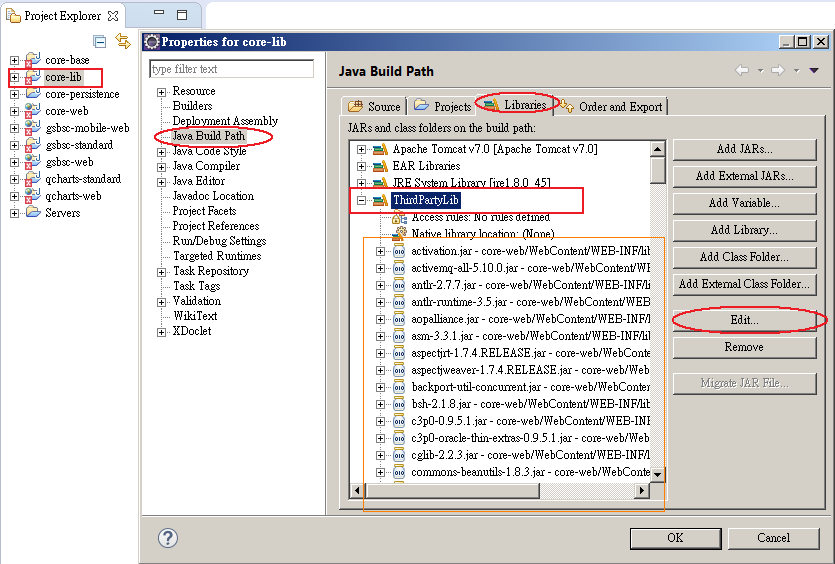 Project Explorer
core-base
core-lib
core-persistence
core-web
gsbsc-mobile-web
gsbsc-standard
gsbsc-web
qcharts-standard
qcharts-web
Servers
Properties for core-lib
type filter text
Resource
Builders
Deployment Assembly
Java Build Path
Java Code Style
Java Compiler
Java Editor
Javadoc Location
Project Facets
Project References
Run/Debug Settings
Targeted Runtimes
Task Repository
Task Tags
Validation
WikiText
XDoclet
Java Build Path
Source Projects Libraries Order and Export
JARs and class folders on the build path:
Apache Tomcat v7.0 [Apache Tomcat v7.0]
EAR Libraries
JRE System Library [jre1.8.0_45]
ThirdPartyLib
Access rules: No rules defined
Native library location: (None)
activation.jar - core-web/WebContent/WEB-INF/lib
activemq-all-5.10.0.jar - core-web/WebContent/WE
antlr-2.7.7.jar - core-web/WebContent/WEB-INF/li
antlr-runtime-3.5.jar - core-web/WebContent/WEB-
aopalliance.jar - core-web/WebContent/WEB-INF/li
asm-3.3.1.jar - core-web/WebContent/WEB-INF/lib
aspectjrt-1.7.4.RELEASE.jar - core-web/WebConten
aspectjweaver-1.7.4.RELEASE.jar - core-web/WebC
backport-util-concurrent.jar - core-web/WebContent
bsh-2.1.8.jar - core-web/WebContent/WEB-INF/lib
c3p0-0.9.5.1.jar - core-web/WebContent/WEB-INF/
c3p0-oracle-thin-extras-0.9.5.1.jar - core-web/Web
cglib-2.2.3.jar - core-web/WebContent/WEB-INF/li
commons-beanutils-1.8.3.jar - core-web/WebConten
Add JARs...
Add External JARs...
Add Variable...
Add Library...
Add Class Folder...
Add External Class Folder...
Edit...
Remove
Migrate JAR File...
OK
Cancel